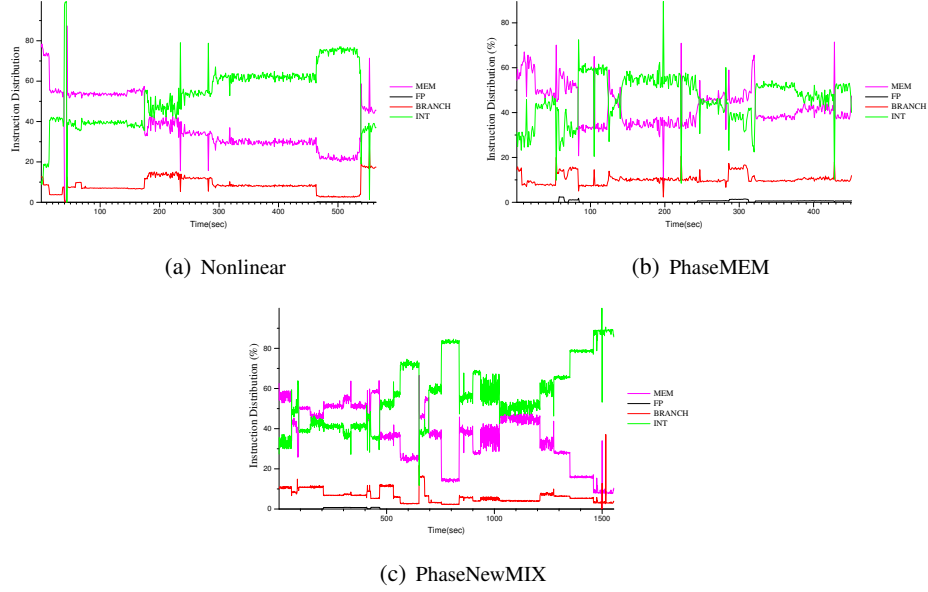 Instruction Distribution
80
60
40
20
0
100
200
300
400
500
Time(sec)
MEM
FP
BRANCH
INT
(a) Nonlinear
Instruction Distribution (%)
80
60
40
20
0
100
200
300
400
Time(sec)
MEM
FP
BRANCH
INT
(b) PhaseMEM
Instruction Distribution (%)
80
60
40
20
0
500
1000
1500
Time(sec)
MEM
FP
BRANCH
INT
(c) PhaseNewMIX